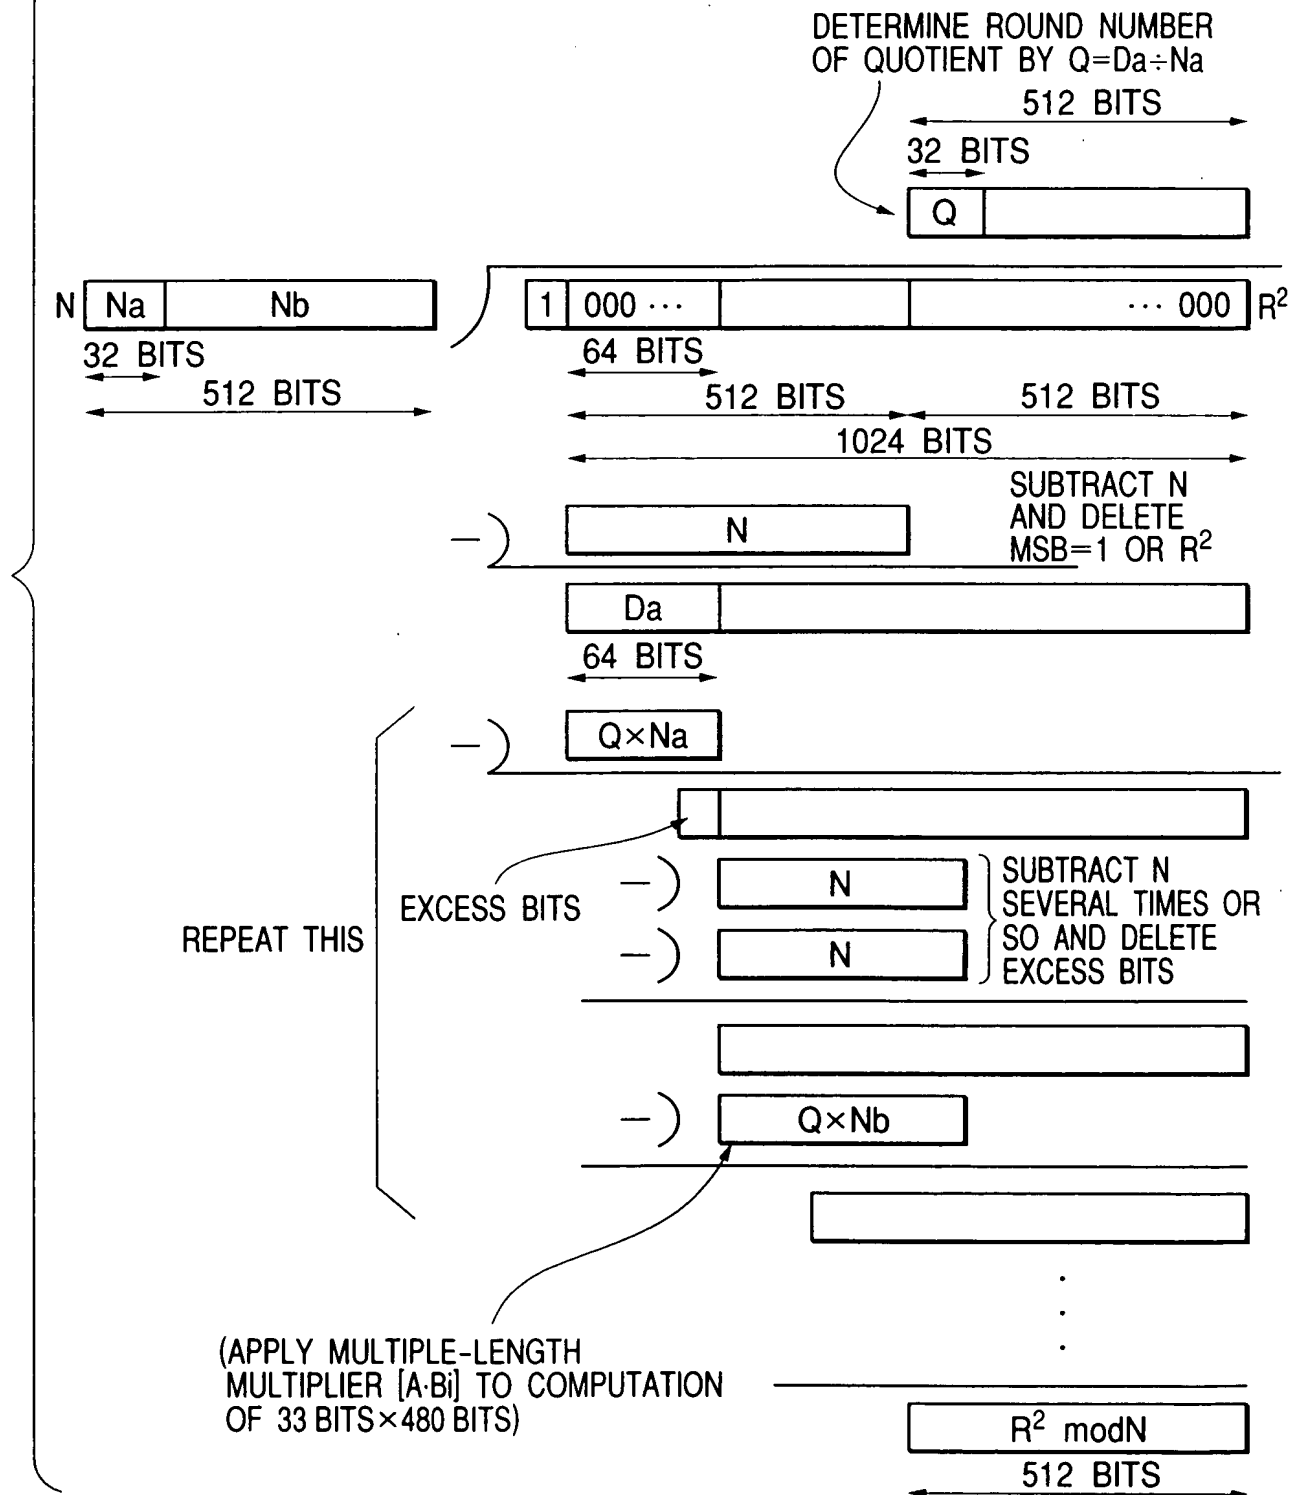 DETERMINE ROUND NUMBER
OF QUOTIENT BY Q=Da÷Na
512 BITS
32 BITS
Q
N Na Nb 1 000 ··· ··· 000 R²
32 BITS 64 BITS
512 BITS 512 BITS 512 BITS
1024 BITS
SUBTRACT N
AND DELETE
MSB=1 OR R²
— N
Da
64 BITS
— Q×Na
EXCESS BITS
REPEAT THIS
— N
— N
SUBTRACT N
SEVERAL TIMES OR
SO AND DELETE
EXCESS BITS
— Q×Nb
(APPLY MULTIPLE-LENGTH
MULTIPLIER [A·Bi] TO COMPUTATION
OF 33 BITS×480 BITS)
R² modN
512 BITS